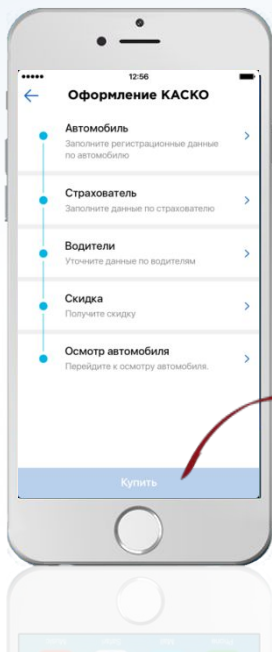 12:56
Оформление КАСКО
Автомобиль
Заполните регистрационные данные
по автомобилю
Страхователь
Заполните данные по страхователю
Водители
Уточните данные по водителям
Скидка
Получите скидку
Осмотр автомобиля
Перейдите к осмотру автомобиля.
Купить